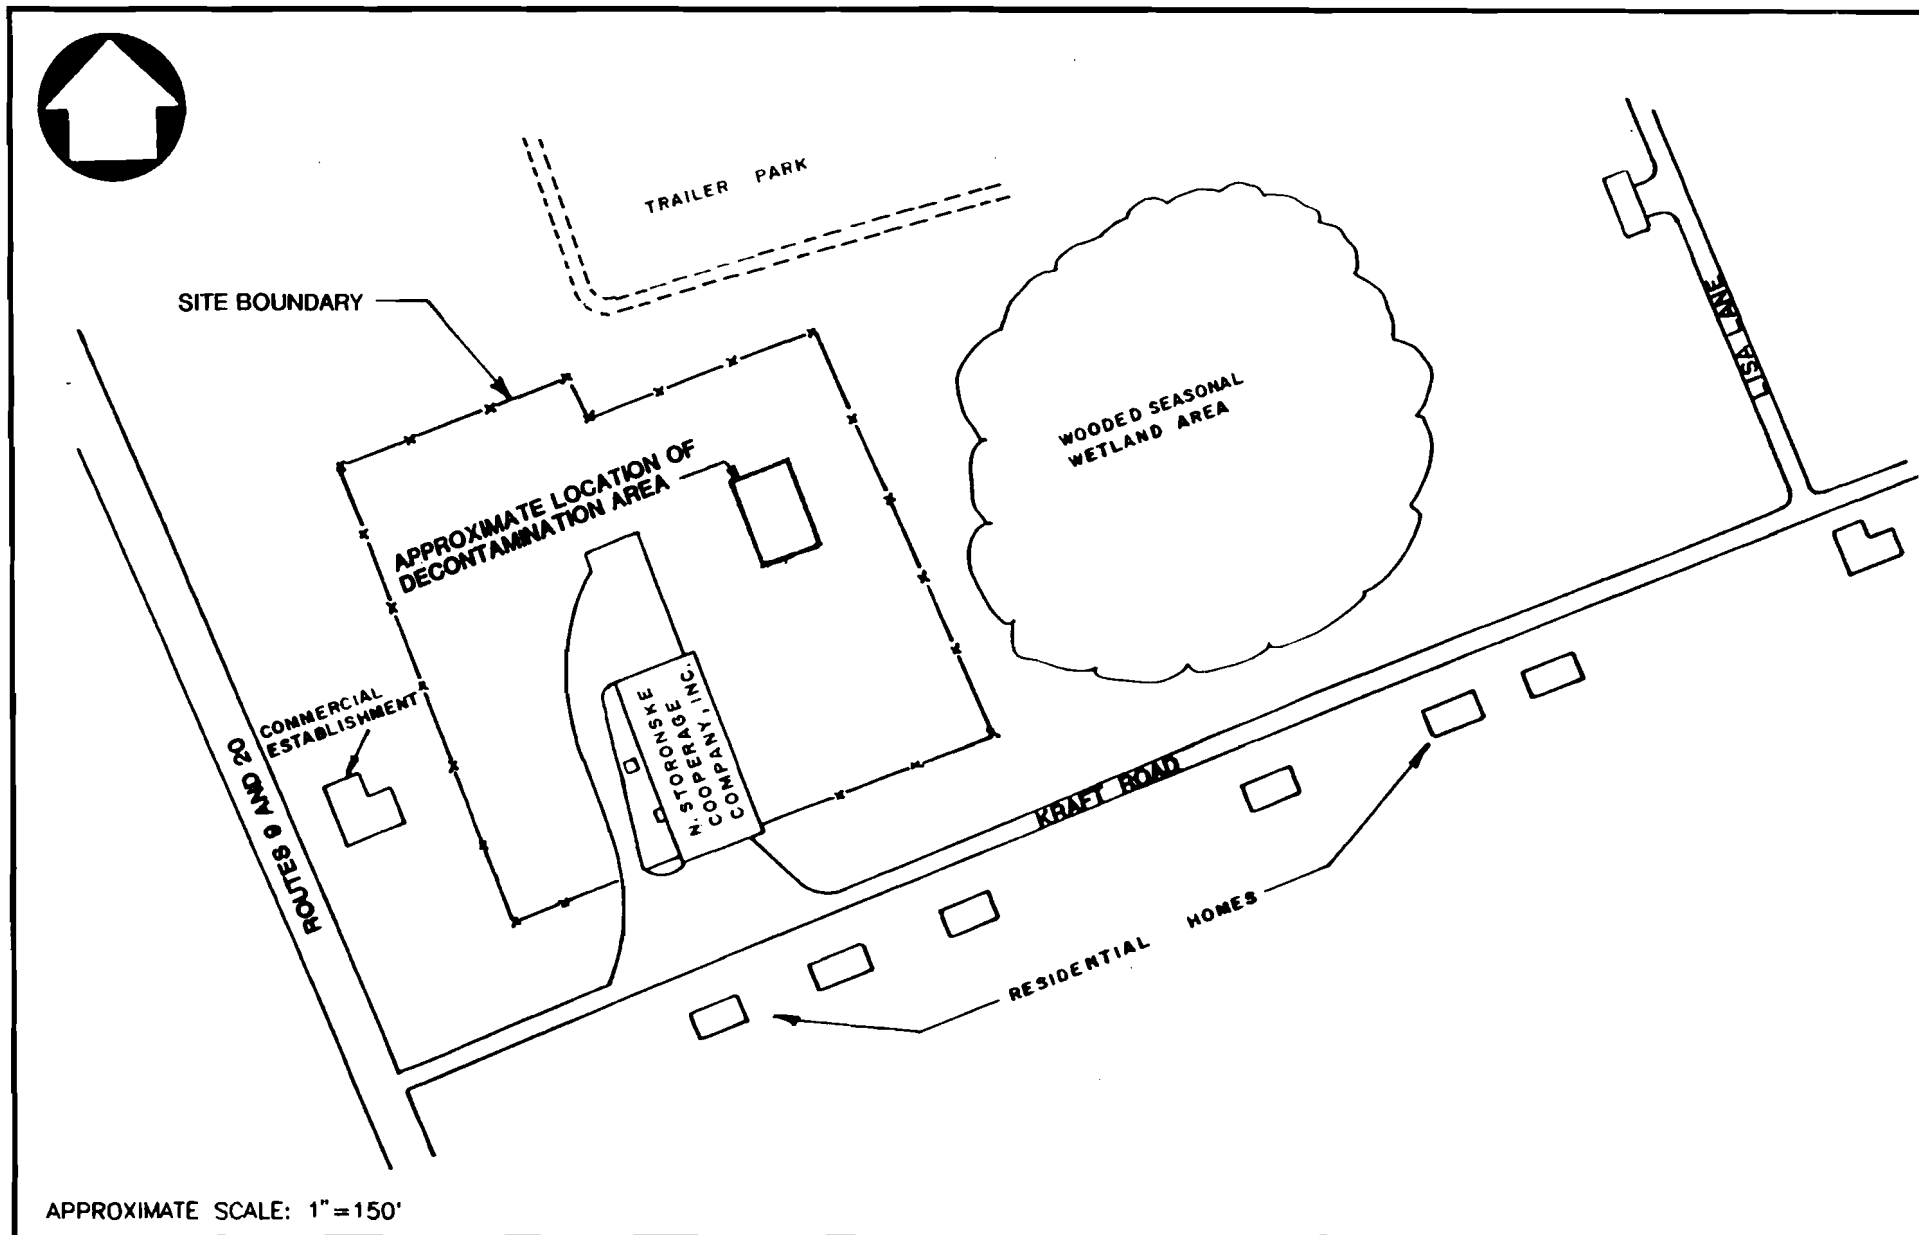 TRAILER PARK
SITE BOUNDARY
LISA LANE
WOODED SEASONAL
WETLAND AREA
APPROXIMATE LOCATION OF
DECONTAMINATION AREA
COMMERCIAL
ESTABLISHMENT
N. STORONSKE
COOPERAGE
COMPANY, INC.
ROUTES 9 AND 20
KRAFT ROAD
RESIDENTIAL HOMES
APPROXIMATE SCALE: 1"=150'